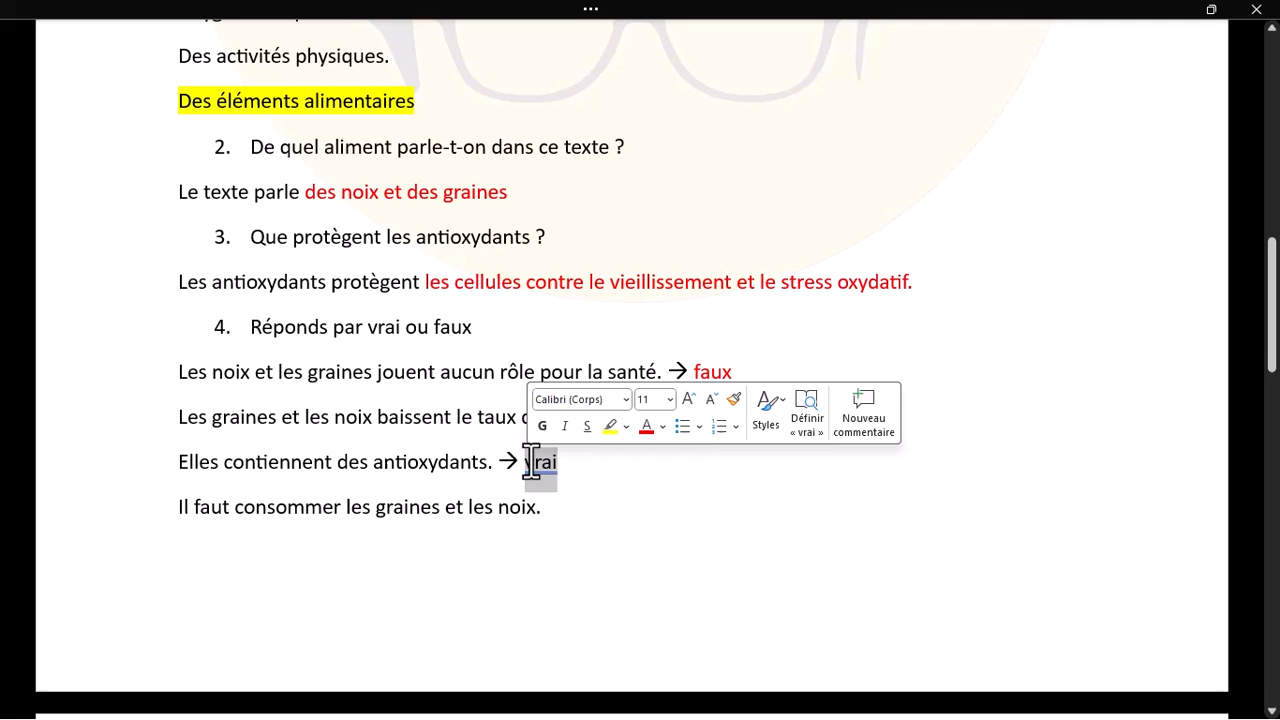 Des activités physiques.
Des éléments alimentaires
2. De quel aliment parle-t-on dans ce texte ?
Le texte parle des noix et des graines
3. Que protègent les antioxydants ?
Les antioxydants protègent les cellules contre le vieillissement et le stress oxydatif.
4. Réponds par vrai ou faux
Les noix et les graines jouent aucun rôle pour la santé. → faux
Les graines et les noix baissent le taux
Calibri (Corps) 11
G I S
Styles
Définir « vrai »
Nouveau commentaire
Elles contiennent des antioxydants. → vrai
Il faut consommer les graines et les noix.